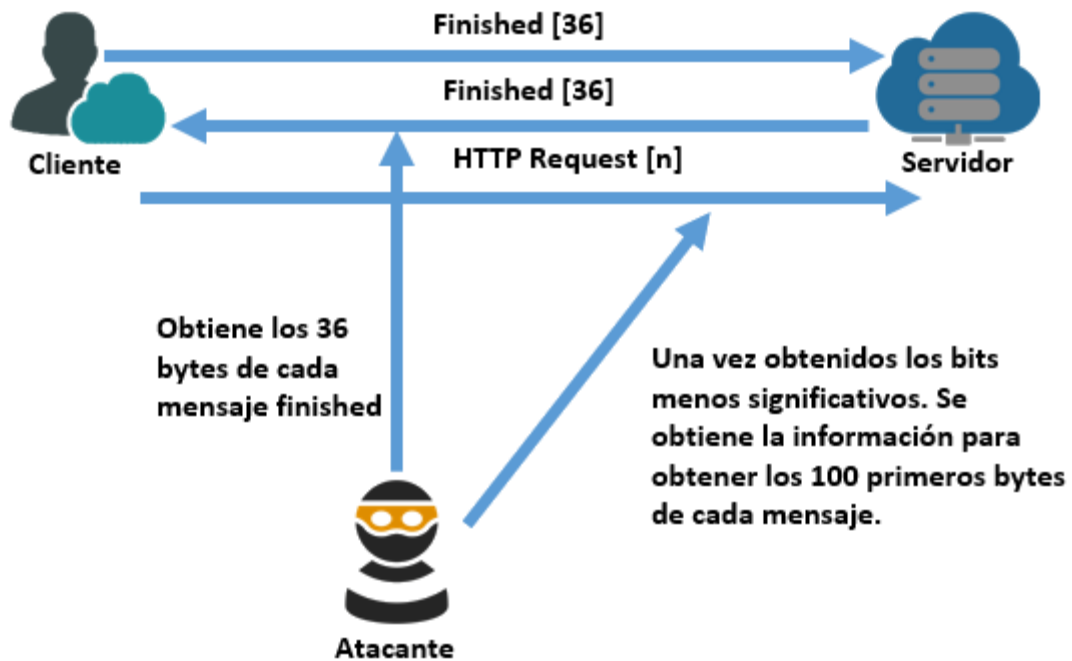 Finished [36]
Finished [36]
Cliente
HTTP Request [n]
Servidor
Obtiene los 36
bytes de cada
mensaje finished
Una vez obtenidos los bits
menos significativos. Se
obtiene la información para
obtener los 100 primeros bytes
de cada mensaje.
Atacante